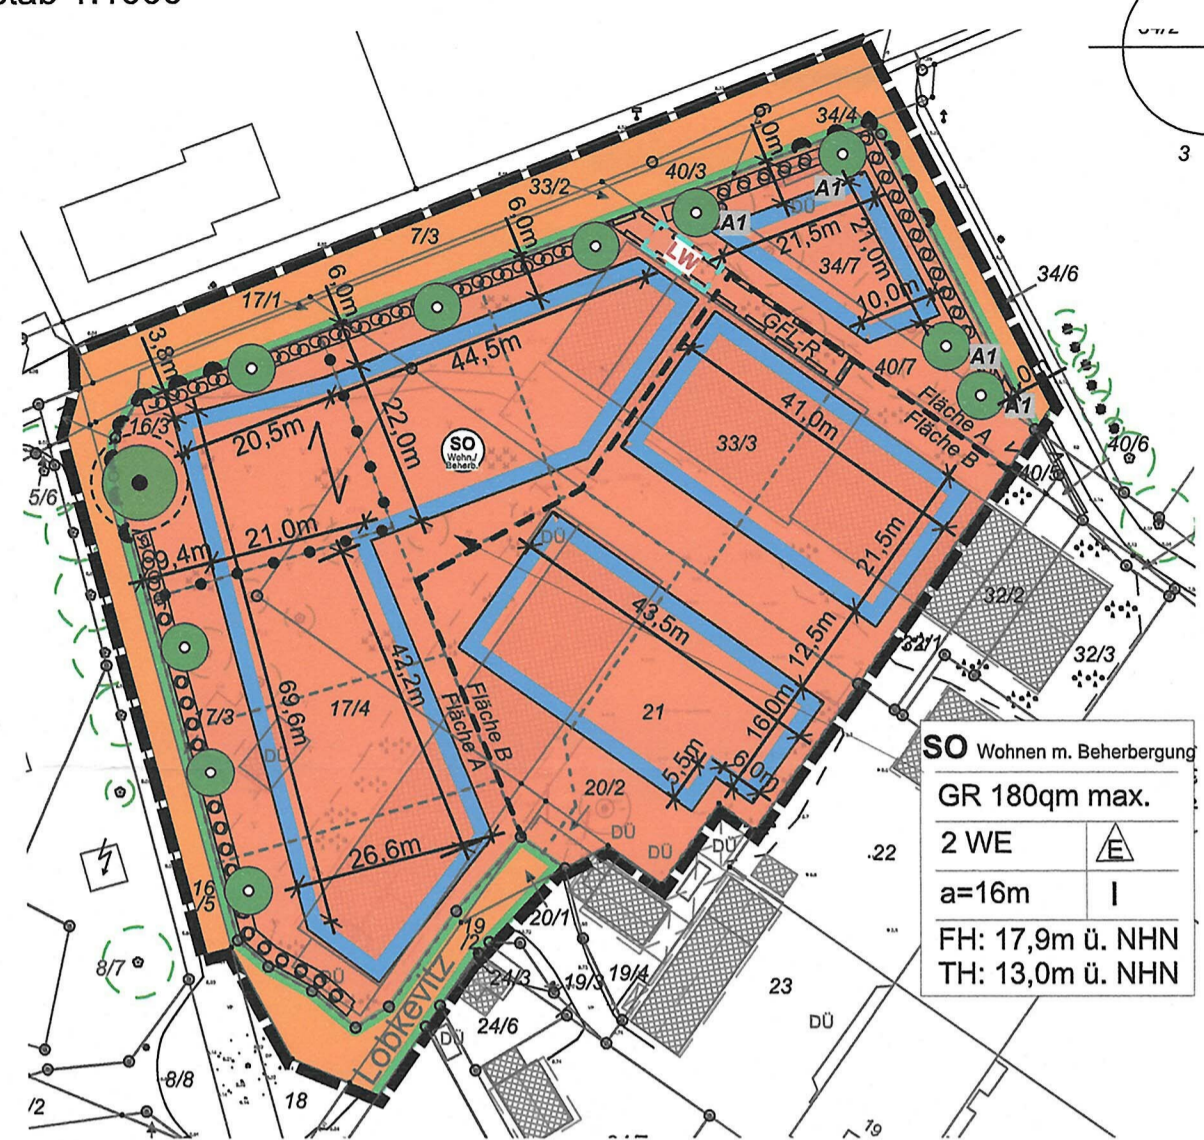 34/2
3
34/4
6,0m
40/3
A1
33/2
DÜ
A1
7/3
6,0m
21,5m
21,0m
LW
34/7
34/6
17/1
6,0m
10,0m
GFL-R
3,8m
44,5m
40/7
A1
Fläche A
Fläche B
A1
16/3
20,5m
22,0m
SO
Wohn./
Beherb.
41,0m
33/3
40/6
40/5
5/6
21,0m
9,4m
DÜ
21,5m
32/2
43,5m
12,5m
32/1
32/3
69,6m
42,2m
17/3
17/4
DÜ
Fläche B
Fläche A
21
16,0m
5,5m
6,0m
20/2
DÜ
DÜ
DÜ
SO Wohnen m. Beherbergung
GR 180qm max.
2 WE
E
a=16m
I
FH: 17,9m ü. NHN
TH: 13,0m ü. NHN
.22
26,6m
16
/5
20/1
19
/2
DÜ
8/7
24/3
19/3
19/4
23
DÜ
Lobkevitz
24/6
DÜ
8/8
18
/2
19